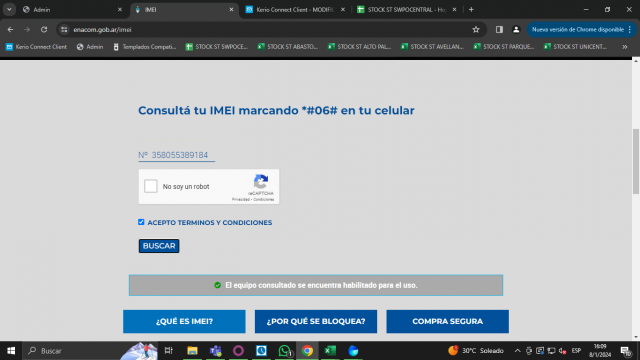 Admin
IMEI
Kerio Connect Client - MODIFIC
STOCK ST SWPOCENTRAL - Ho
enacom.gob.ar/imei
Nueva versión de Chrome disponible
Kerio Connect Client
Admin
Templados Compati...
STOCK ST SWPOCE...
STOCK ST ABASTO...
STOCK ST ALTO PAL...
STOCK ST AVELLAN...
STOCK ST PARQUE...
STOCK ST UNICENT...
Consultá tu IMEI marcando *#06# en tu celular
Nº 358055389184
No soy un robot
reCAPTCHA
Privacidad - Condiciones
ACEPTO TERMINOS Y CONDICIONES
BUSCAR
El equipo consultado se encuentra habilitado para el uso.
¿QUÉ ES IMEI?
¿POR QUÉ SE BLOQUEA?
COMPRA SEGURA
Buscar
30°C Soleado
ESP
16:09
8/1/2024